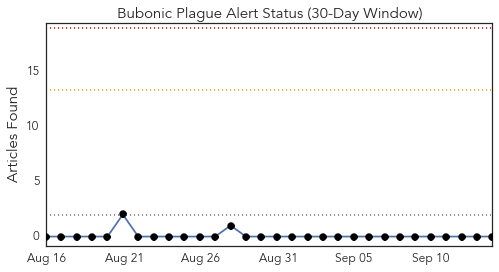 Bubonic Plague Alert Status (30-Day Window)
Articles Found
15
10
5
0
Aug 16 Aug 21 Aug 26 Aug 31 Sep 05 Sep 10